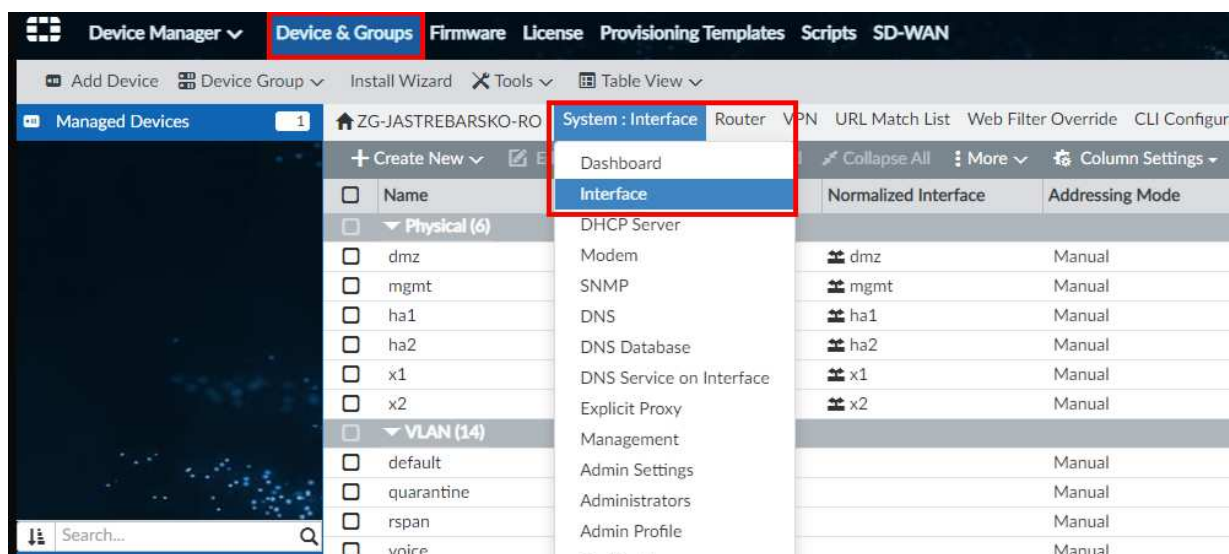 Device Manager Device & Groups Firmware License Provisioning Templates Scripts SD-WAN
Add Device Device Group Install Wizard Tools Table View
Managed Devices 1 ZG-JASTREBARSKO-RO System : Interface Router VPN URL Match List Web Filter Override CLI Configur
Create New Collapse All More Column Settings
Name Normalized Interface Addressing Mode
Dashboard
Interface
DHCP Server
Modem
SNMP
DNS
DNS Database
DNS Service on Interface
Explicit Proxy
Management
Admin Settings
Administrators
Admin Profile
Physical (6)
dmz dmz Manual
mgmt mgmt Manual
ha1 ha1 Manual
ha2 ha2 Manual
x1 x1 Manual
x2 x2 Manual
VLAN (14)
default Manual
quarantine Manual
rspan Manual
voice Manual
Search...